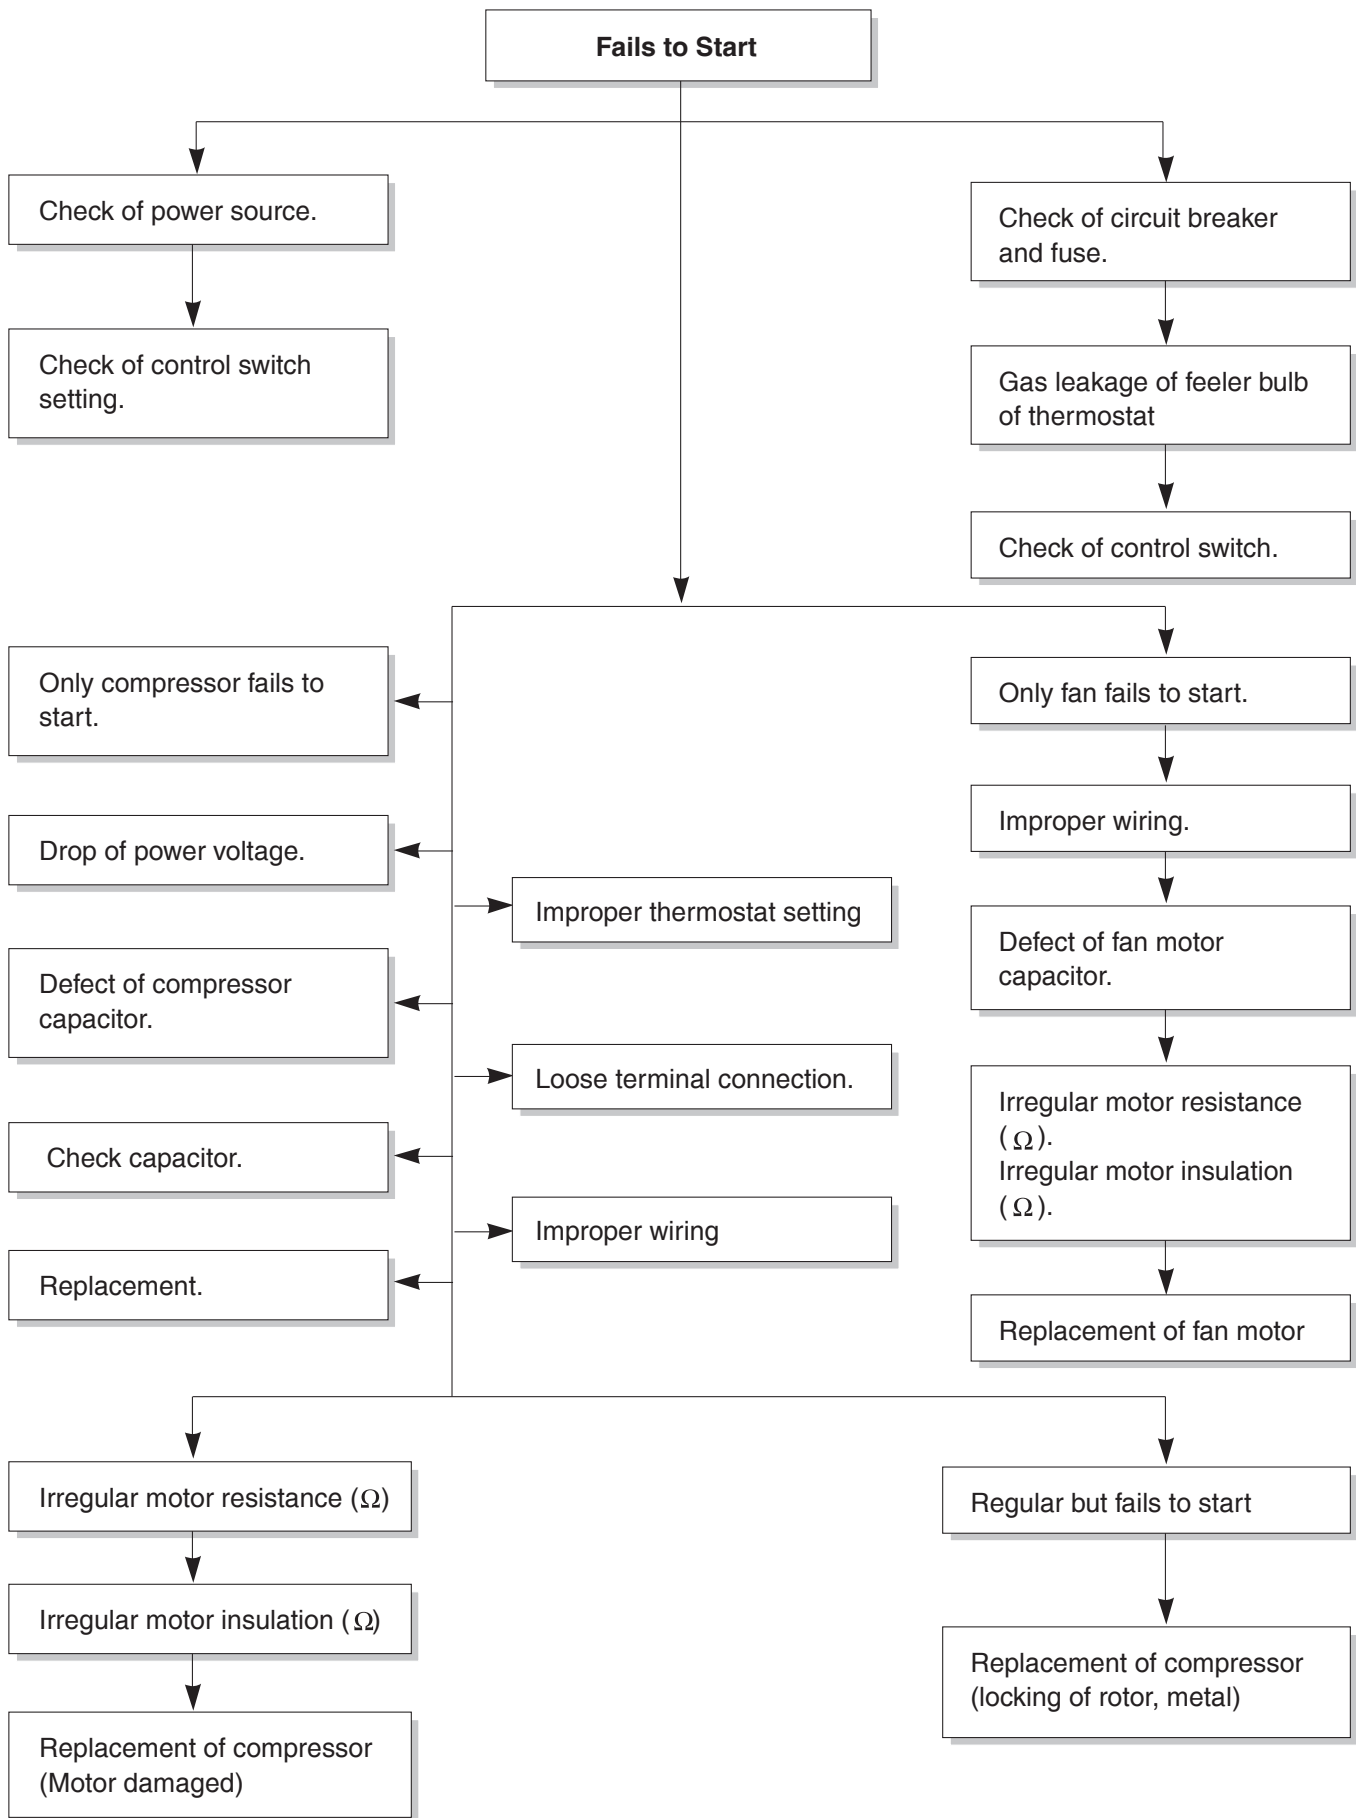 Fails to Start
Check of power source.
Check of control switch
setting.
Check of circuit breaker
and fuse.
Gas leakage of feeler bulb
of thermostat
Check of control switch.
Only compressor fails to
start.
Drop of power voltage.
Defect of compressor
capacitor.
Check capacitor.
Replacement.
Improper thermostat setting
Loose terminal connection.
Improper wiring
Only fan fails to start.
Improper wiring.
Defect of fan motor
capacitor.
Irregular motor resistance
(Ω).
Irregular motor insulation
(Ω).
Replacement of fan motor
Irregular motor resistance (Ω)
Irregular motor insulation (Ω)
Replacement of compressor
(Motor damaged)
Regular but fails to start
Replacement of compressor
(locking of rotor, metal)